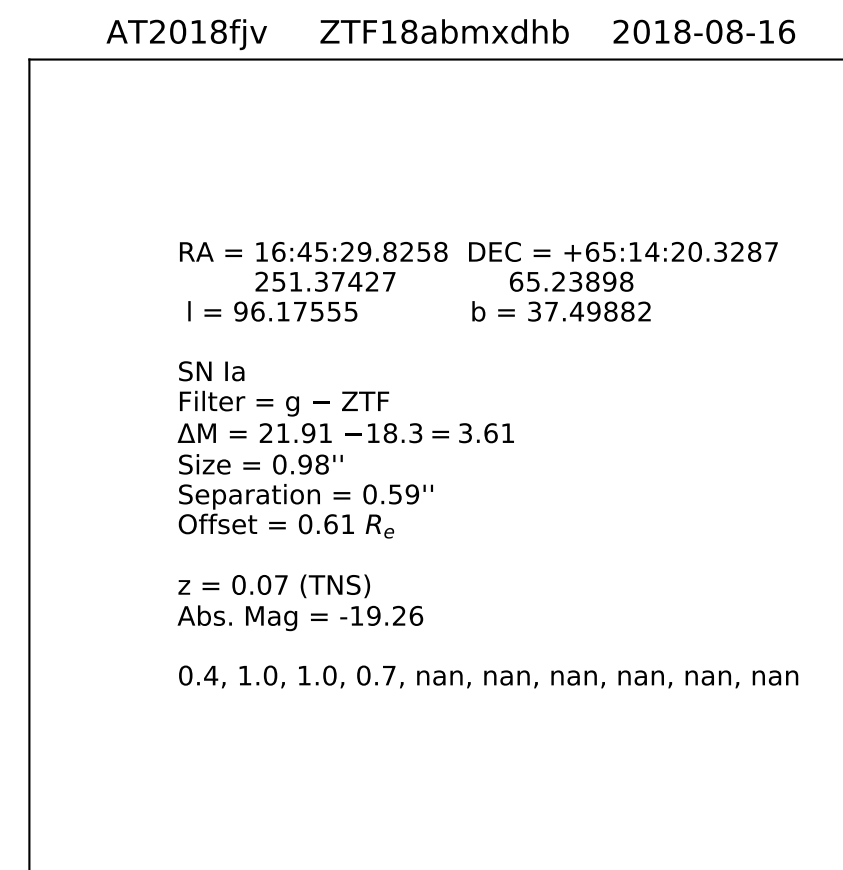 AT2018fjv ZTF18abmxdhb 2018-08-16
RA = 16:45:29.8258 DEC = +65:14:20.3287
251.37427 65.23898
l = 96.17555 b = 37.49882
SN Ia
Filter = g − ZTF
ΔM = 21.91 −18.3 = 3.61
Size = 0.98''
Separation = 0.59''
Offset = 0.61 Re
z = 0.07 (TNS)
Abs. Mag = -19.26
0.4, 1.0, 1.0, 0.7, nan, nan, nan, nan, nan, nan